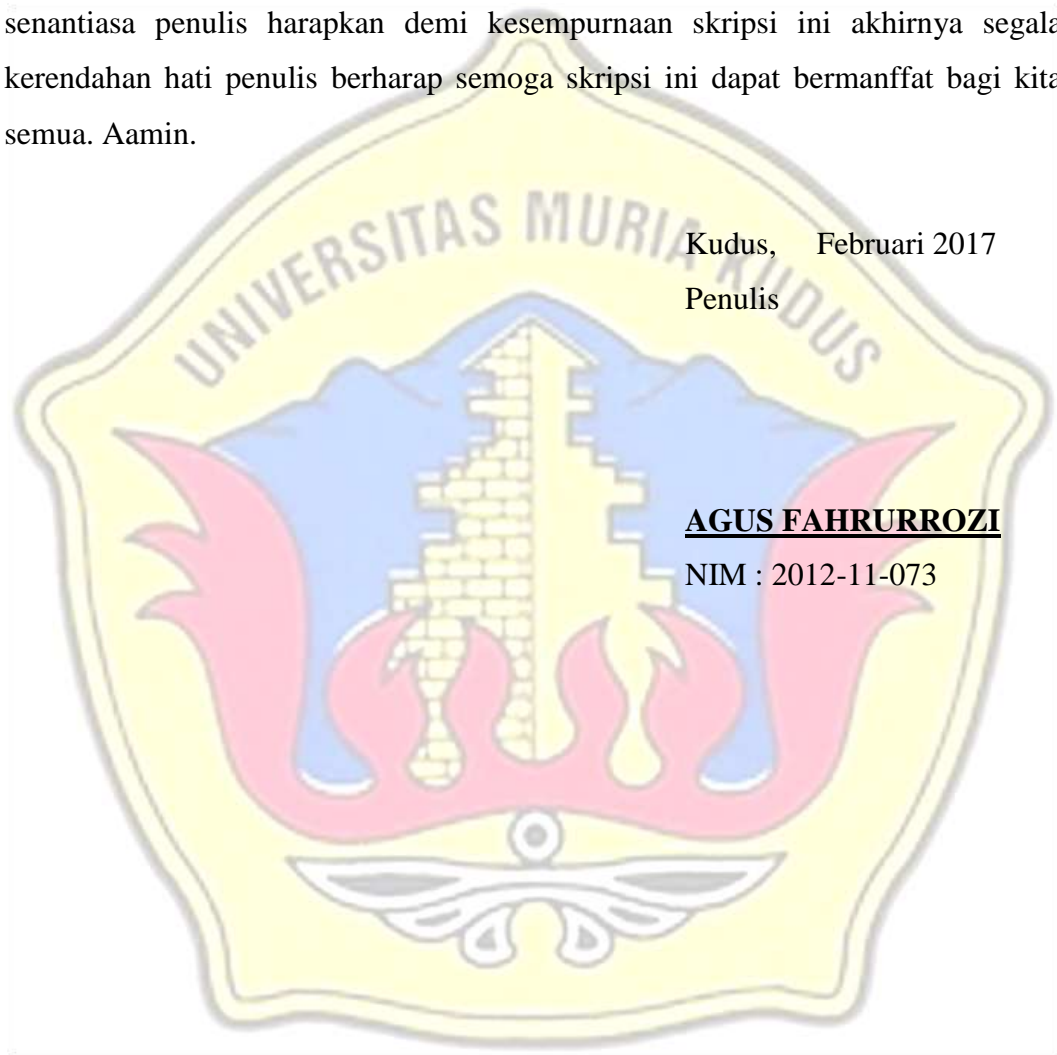 senantiasa penulis harapkan demi kesempurnaan skripsi ini akhirnya segala
kerendahan hati penulis berharap semoga skripsi ini dapat bermanffat bagi kita
semua. Aamin.
UNIVERSITAS MURIA KUDUS
Kudus, Februari 2017
Penulis
AGUS FAHRURROZI
NIM : 2012-11-073